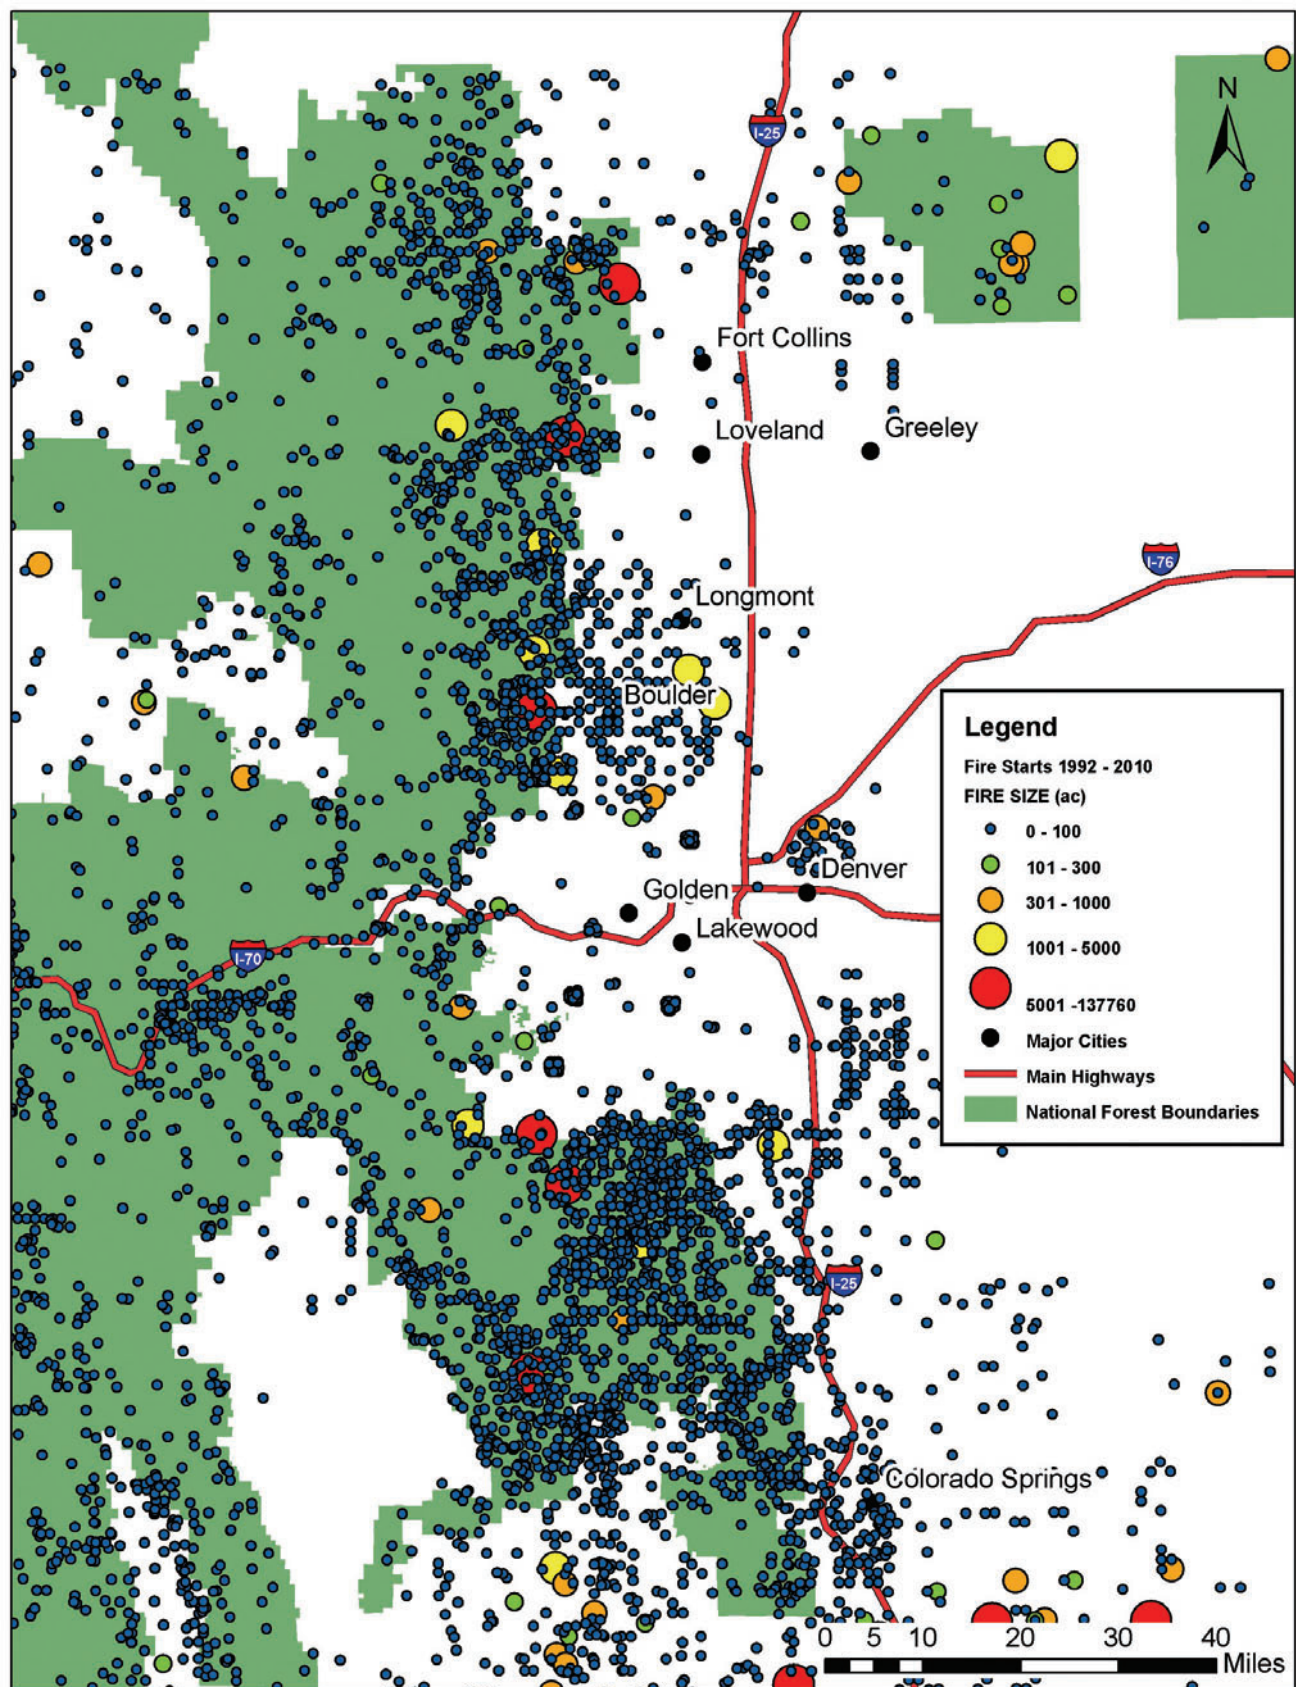 N
I-25
Fort Collins
Loveland
Greeley
I-76
Longmont
Boulder
Legend
Fire Starts 1992 - 2010
FIRE SIZE (ac)
0 - 100
101 - 300
301 - 1000
1001 - 5000
5001 -137760
Major Cities
Main Highways
National Forest Boundaries
Denver
Golden
Lakewood
I-70
I-25
Colorado Springs
0 5 10 20 30 40
Miles